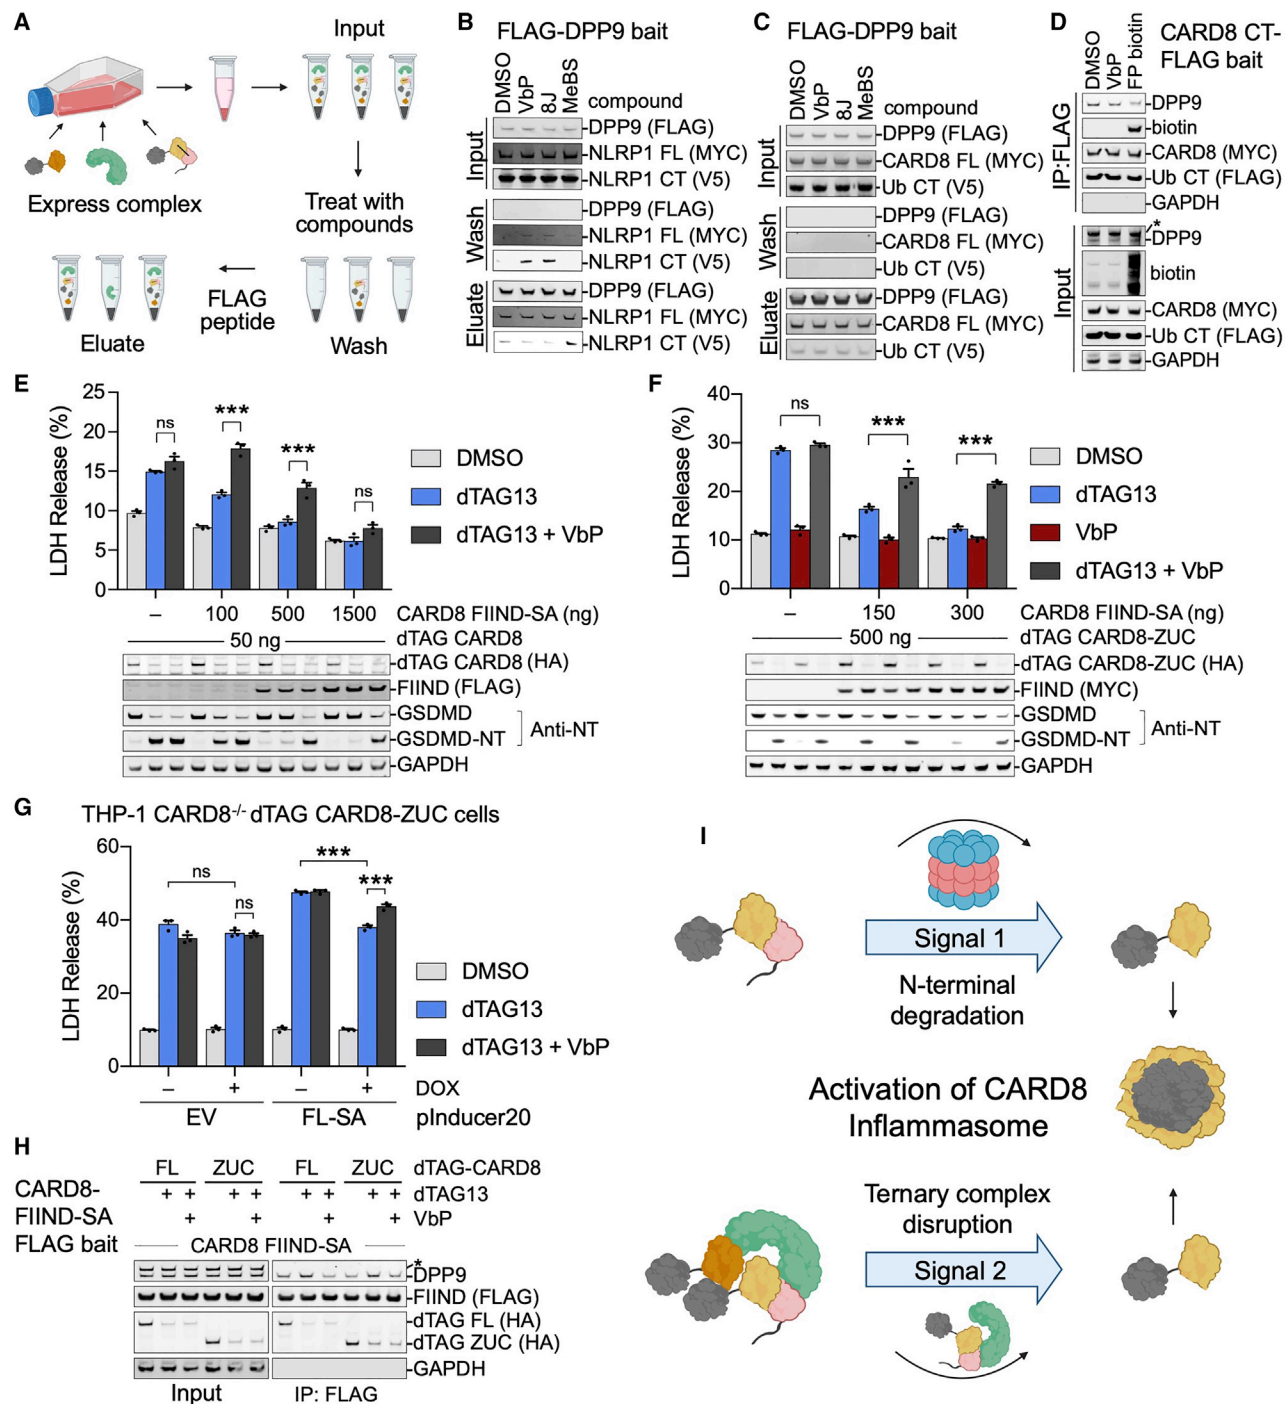 A
Input
Express complex
Treat with
compounds
FLAG
peptide
Eluate
Wash
B
FLAG-DPP9 bait
DMSO
VbP
8J
MeBS
compound
Input
DPP9 (FLAG)
NLRP1 FL (MYC)
NLRP1 CT (V5)
Wash
DPP9 (FLAG)
NLRP1 FL (MYC)
NLRP1 CT (V5)
Eluate
DPP9 (FLAG)
NLRP1 FL (MYC)
NLRP1 CT (V5)
C
FLAG-DPP9 bait
DMSO
VbP
8J
MeBS
compound
Input
DPP9 (FLAG)
CARD8 FL (MYC)
Ub CT (V5)
Wash
DPP9 (FLAG)
CARD8 FL (MYC)
Ub CT (V5)
Eluate
DPP9 (FLAG)
CARD8 FL (MYC)
Ub CT (V5)
D
DMSO
VbP
FP biotin
CARD8 CT-
FLAG bait
IP:FLAG
DPP9
biotin
CARD8 (MYC)
Ub CT (FLAG)
GAPDH
Input
*
DPP9
biotin
CARD8 (MYC)
Ub CT (FLAG)
GAPDH
E
LDH Release (%)
25
20
15
10
5
0
ns
***
***
ns
DMSO
dTAG13
dTAG13 + VbP
– 100 500 1500 CARD8 FIIND-SA (ng)
50 ng dTAG CARD8
dTAG CARD8 (HA)
FIIND (FLAG)
GSDMD
GSDMD-NT
Anti-NT
GAPDH
F
LDH Release (%)
40
30
20
10
0
ns
***
***
DMSO
dTAG13
VbP
dTAG13 + VbP
– 150 300 CARD8 FIIND-SA (ng)
500 ng dTAG CARD8-ZUC
dTAG CARD8-ZUC (HA)
FIIND (MYC)
GSDMD
GSDMD-NT
Anti-NT
GAPDH
G
THP-1 CARD8-/- dTAG CARD8-ZUC cells
LDH Release (%)
60
40
20
0
ns
ns
***
***
DMSO
dTAG13
dTAG13 + VbP
– + – + DOX
EV FL-SA pInducer20
H
FL ZUC FL ZUC dTAG-CARD8
+ + + + + + + + dTAG13
+ + + + VbP
CARD8-
FIIND-SA
FLAG bait
CARD8 FIIND-SA
*
DPP9
FIIND (FLAG)
dTAG FL (HA)
dTAG ZUC (HA)
GAPDH
Input IP: FLAG
I
Signal 1
N-terminal
degradation
Activation of CARD8
Inflammasome
Ternary complex
disruption
Signal 2